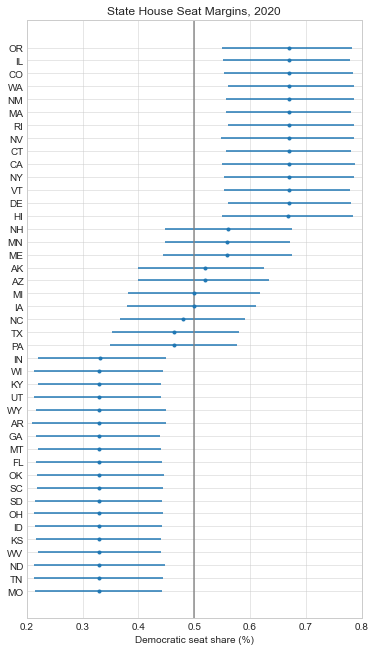 State House Seat Margins, 2020
OR
IL
CO
WA
NM
MA
RI
NV
CT
CA
NY
VT
DE
HI
NH
MN
ME
AK
AZ
MI
IA
NC
TX
PA
IN
WI
KY
UT
WY
AR
GA
MT
FL
OK
SC
SD
OH
ID
KS
WV
ND
TN
MO
0.2 0.3 0.4 0.5 0.6 0.7 0.8
Democratic seat share (%)